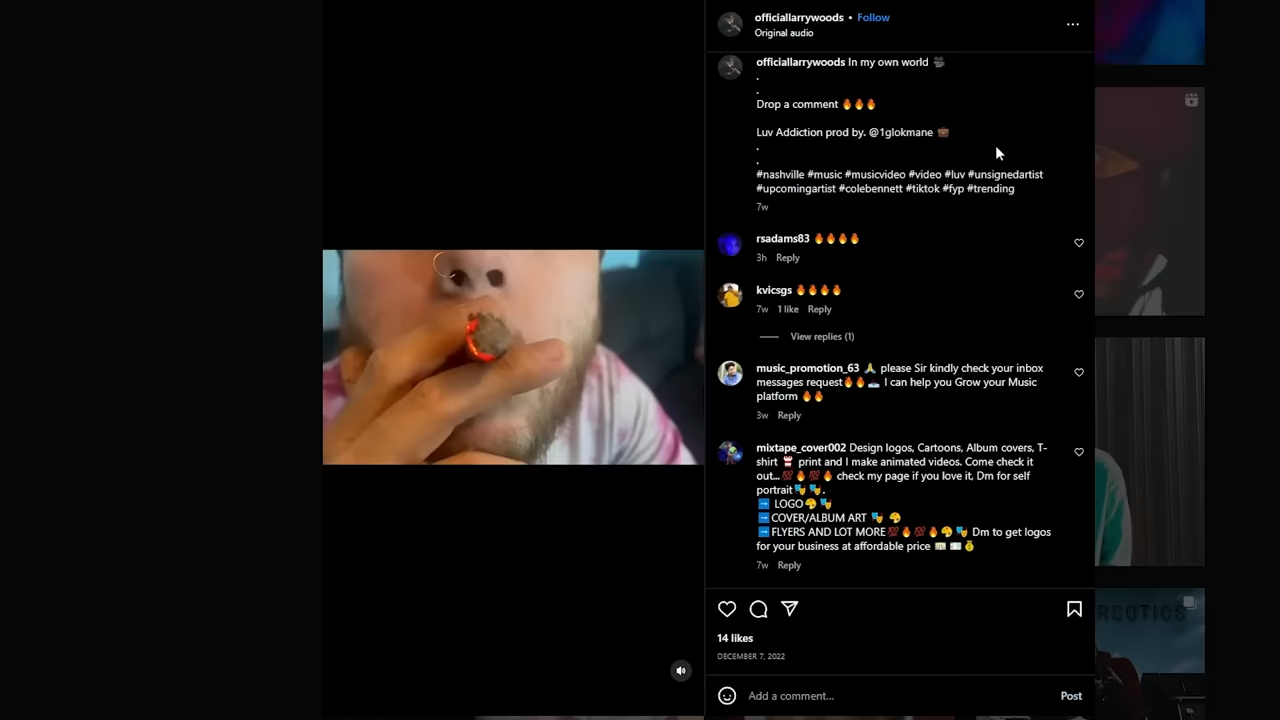 officiallarrywoods • Follow
Original audio
officiallarrywoods In my own world 🎥
.
.
Drop a comment 🔥🔥🔥
Luv Addiction prod by. @1glokmane 💼
.
.
#nashville #music #musicvideo #video #luv #unsignedartist
#upcomingartist #colebennett #tiktok #fyp #trending
7w
rsadams83 🔥🔥🔥🔥
3h Reply
kvicsgs 🔥🔥🔥🔥
7w 1 like Reply
View replies (1)
music_promotion_63 🙏 please Sir kindly check your inbox
messages request🔥🔥 I can help you Grow your Music
platform 🔥🔥
3w Reply
mixtape_cover002 Design logos, Cartoons, Album covers, T-
shirt print and I make animated videos. Come check it
out...💯🔥💯🔥 check my page if you love it, Dm for self
portrait🎭🎭.
➡️ LOGO🎨🎭
➡️COVER/ALBUM ART 🎭 🎨
➡️FLYERS AND LOT MORE💯🔥💯🔥🎨🎭 Dm to get logos
for your business at affordable price 💵💵💰
7w Reply
14 likes
DECEMBER 7, 2022
Add a comment... Post
RCOTICS